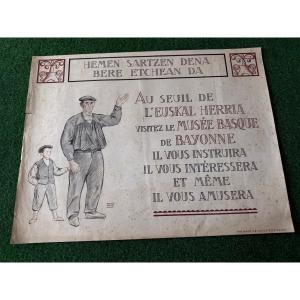 HEMEN SARTZEN DENA
BERE ETCHEAN DA
AU SEUIL DE
L'EUSKAL HERRIA
VISITEZ LE MUSÉE BASQUE
DE BAYONNE
IL VOUS INSTRUIRA
IL VOUS INTÉRESSERA
ET MÊME
IL VOUS AMUSERA